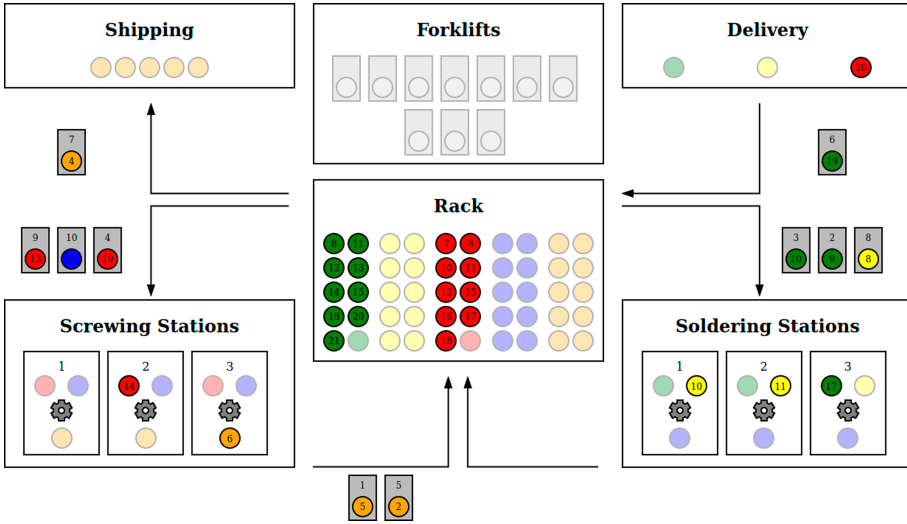 Shipping
Forklifts
Delivery
20
7
4
6
19
Rack
9
13
10
7
4
19
8 11 7 8
12 13 10 11
14 15 12 15
18 20 16 17
21 18
3
10
2
9
8
8
Screwing Stations
1 2 3
14
6
Soldering Stations
1 2 3
10 11 17
1
5
5
2